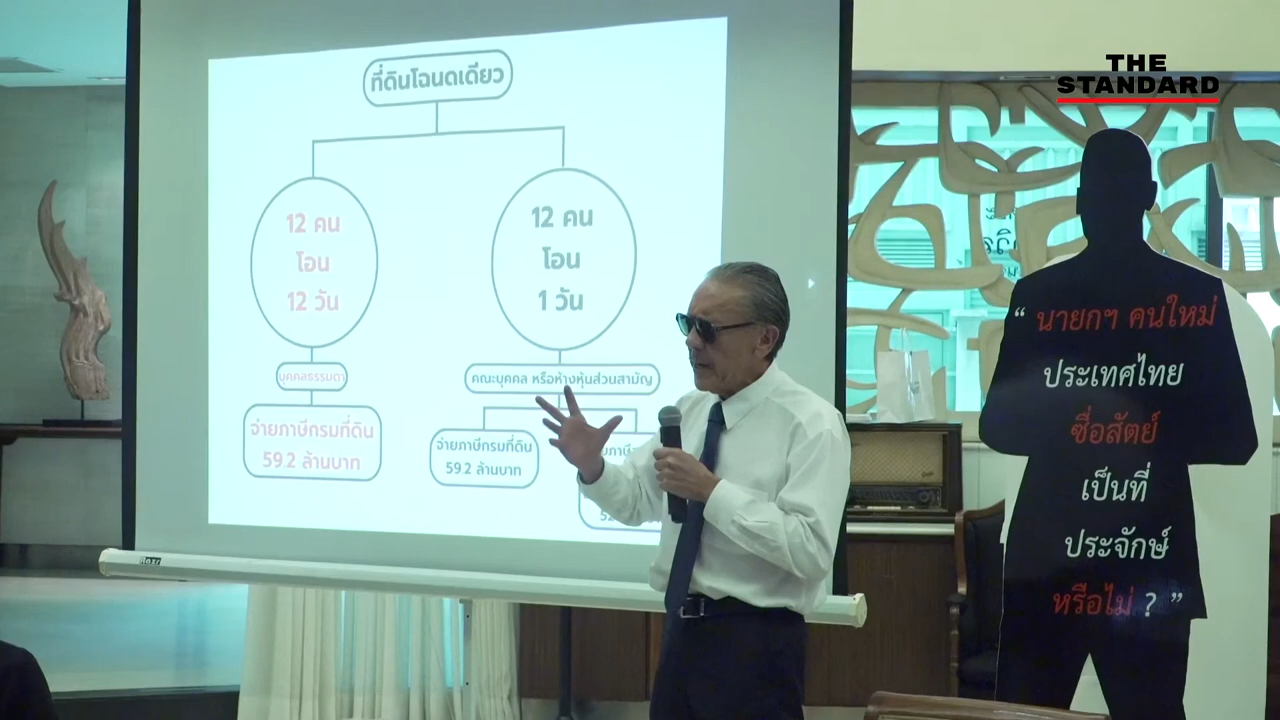 THE
STANDARD
ที่ดินโฉนดเดียว
12 คน
โอน
12 วัน
12 คน
โอน
1 วัน
บุคคลธรรมดา
คณะบุคคล หรือห้างหุ้นส่วนสามัญ
จ่ายภาษีกรมที่ดิน
59.2 ล้านบาท
จ่ายภาษีกรมที่ดิน
59.2 ล้านบาท
“ นายกฯ คนใหม่
ประเทศไทย
ซื่อสัตย์
เป็นที่
ประจักษ์
หรือไม่ ? ”